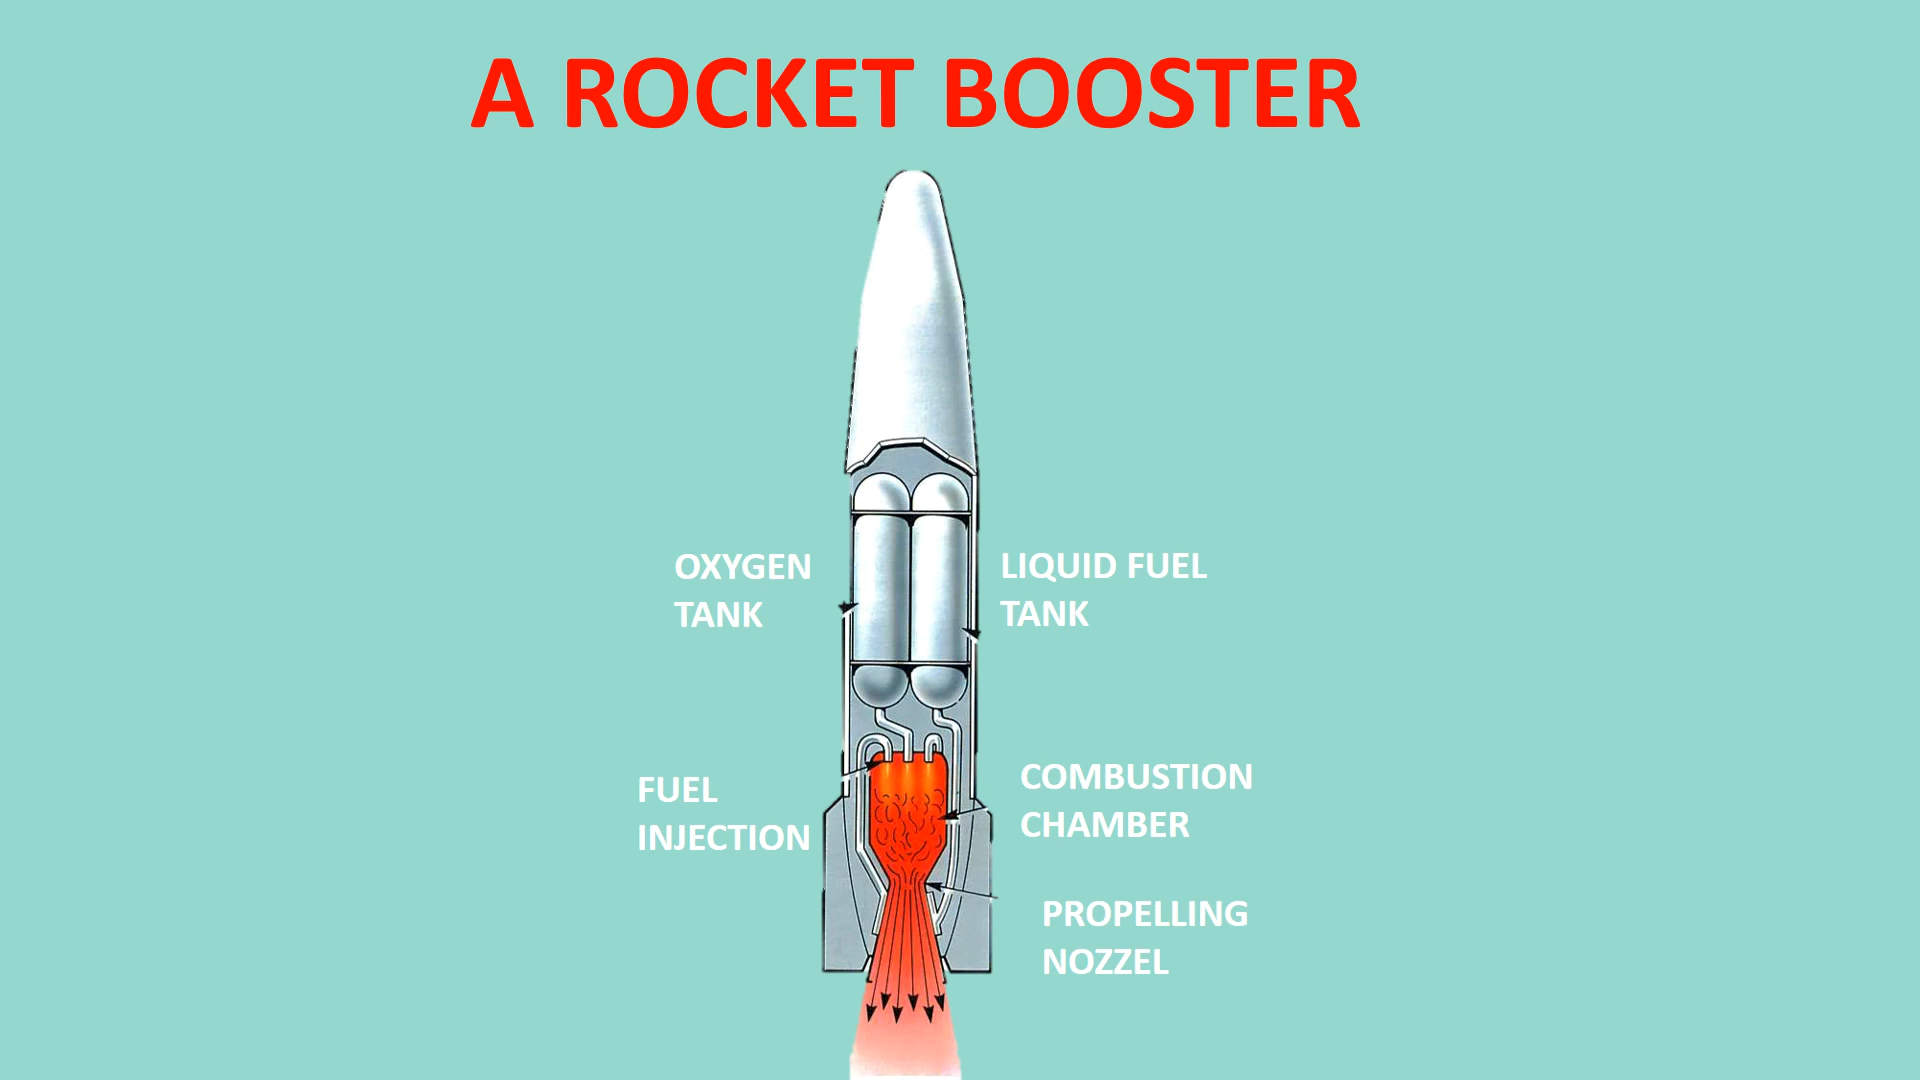 A ROCKET BOOSTER
OXYGEN
TANK
LIQUID FUEL
TANK
FUEL
INJECTION
COMBUSTION
CHAMBER
PROPELLING
NOZZEL